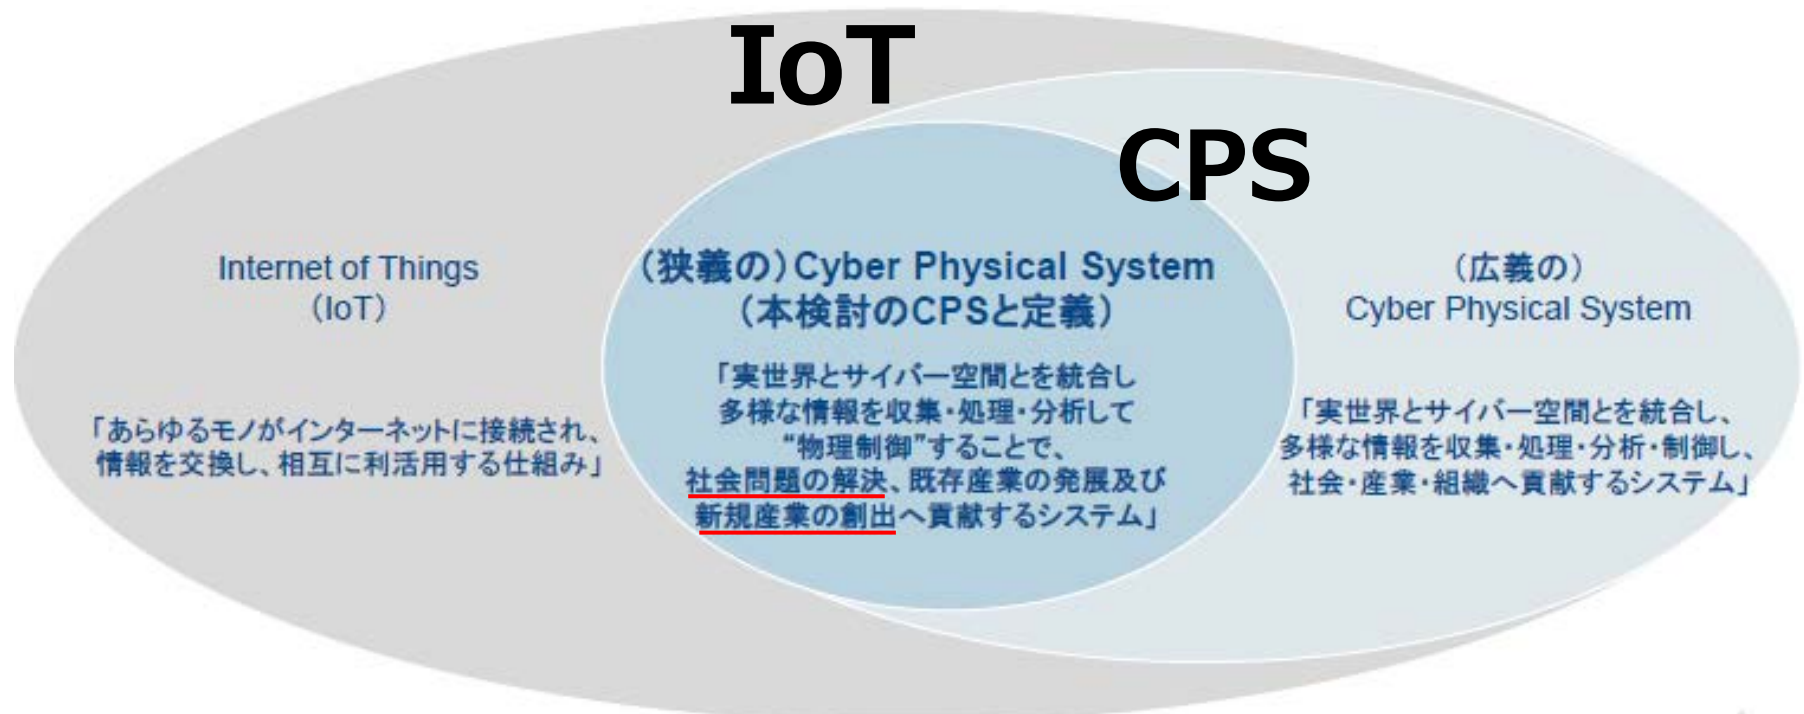 IoT
CPS
Internet of Things
（IoT）
「あらゆるモノがインターネットに接続され、
情報を交換し、相互に利活用する仕組み」
（狭義の）Cyber Physical System
（本検討のCPSと定義）
「実世界とサイバー空間とを統合し
多様な情報を収集・処理・分析して
“物理制御”することで、
社会問題の解決、既存産業の発展及び
新規産業の創出へ貢献するシステム」
（広義の）
Cyber Physical System
「実世界とサイバー空間とを統合し、
多様な情報を収集・処理・分析・制御し、
社会・産業・組織へ貢献するシステム」